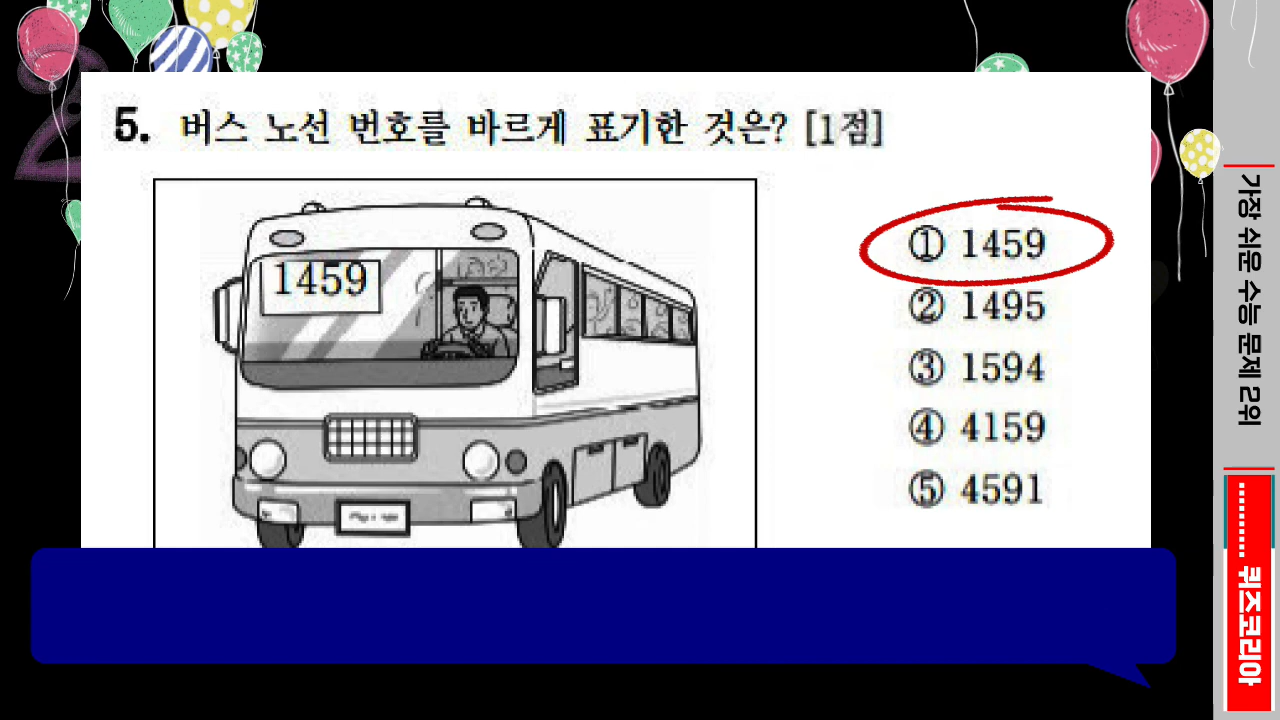 5. 버스 노선 번호를 바르게 표기한 것은? [1점]
1459
① 1459
② 1495
③ 1594
④ 4159
⑤ 4591
가장 쉬운 수능 문제 2위
퀴즈코리아